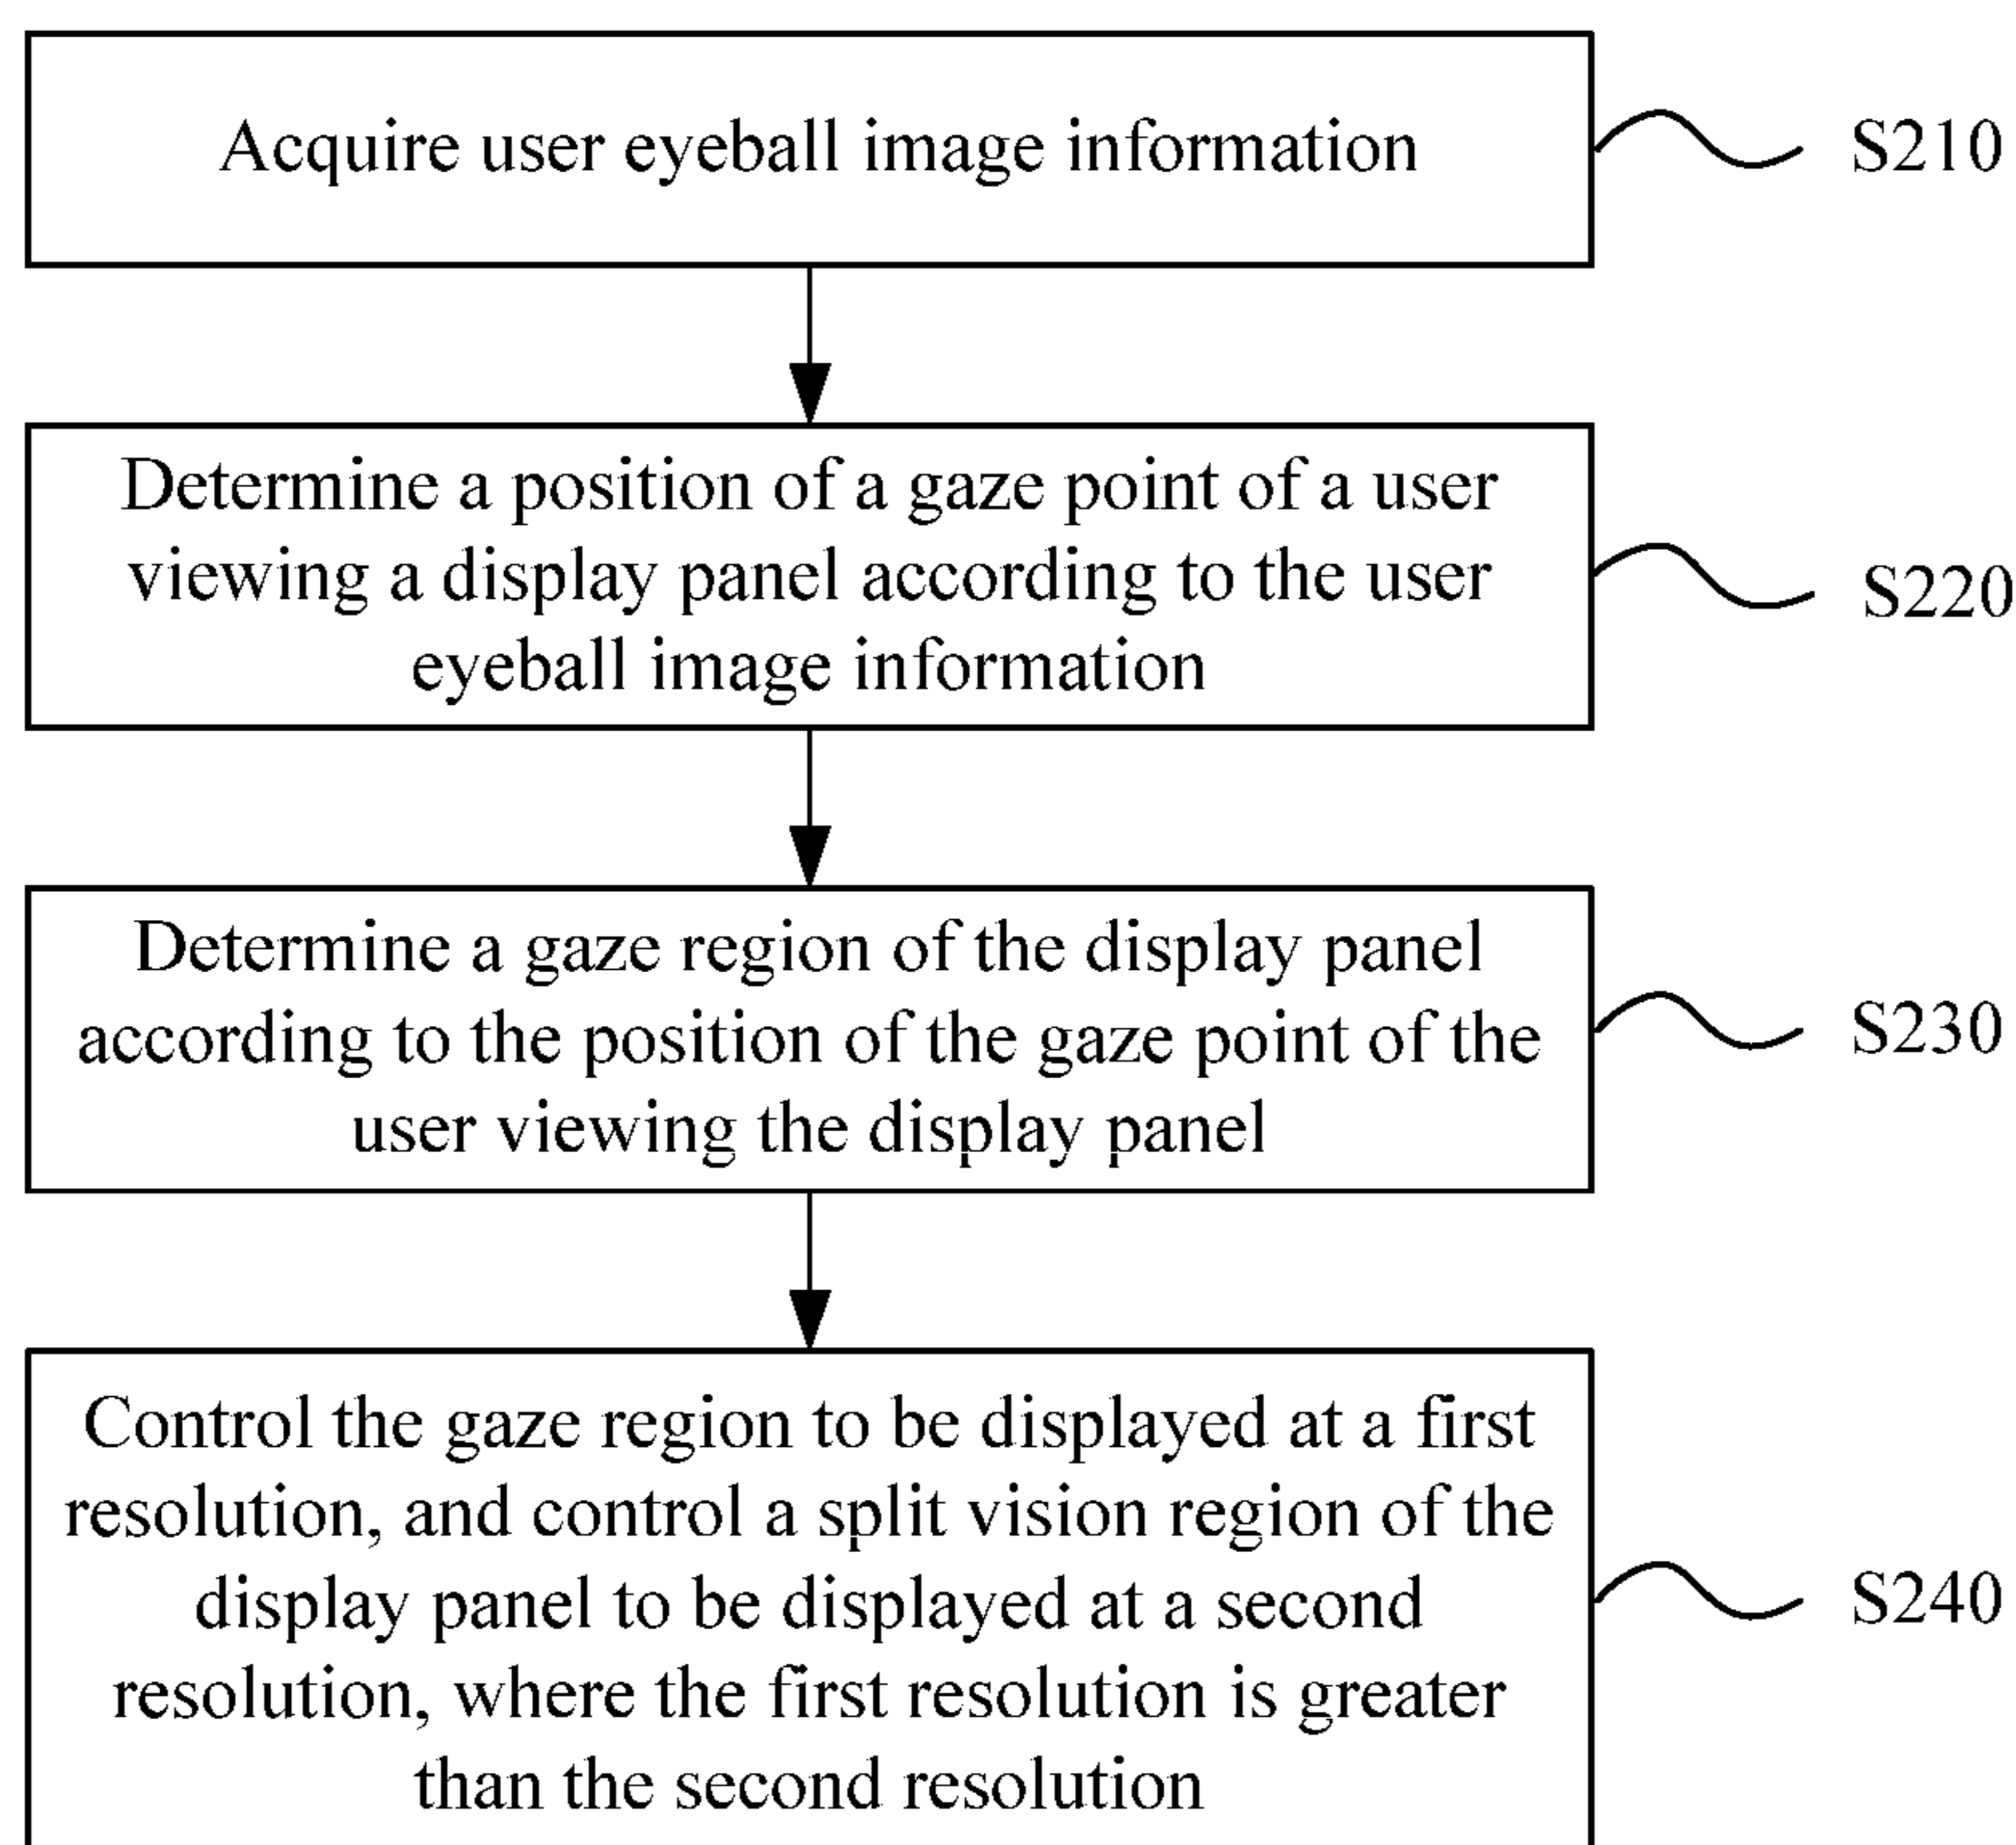 Acquire user eyeball image information
S210
Determine a position of a gaze point of a user
viewing a display panel according to the user
eyeball image information
S220
Determine a gaze region of the display panel
according to the position of the gaze point of the
user viewing the display panel
S230
Control the gaze region to be displayed at a first
resolution, and control a split vision region of the
display panel to be displayed at a second
resolution, where the first resolution is greater
than the second resolution
S240